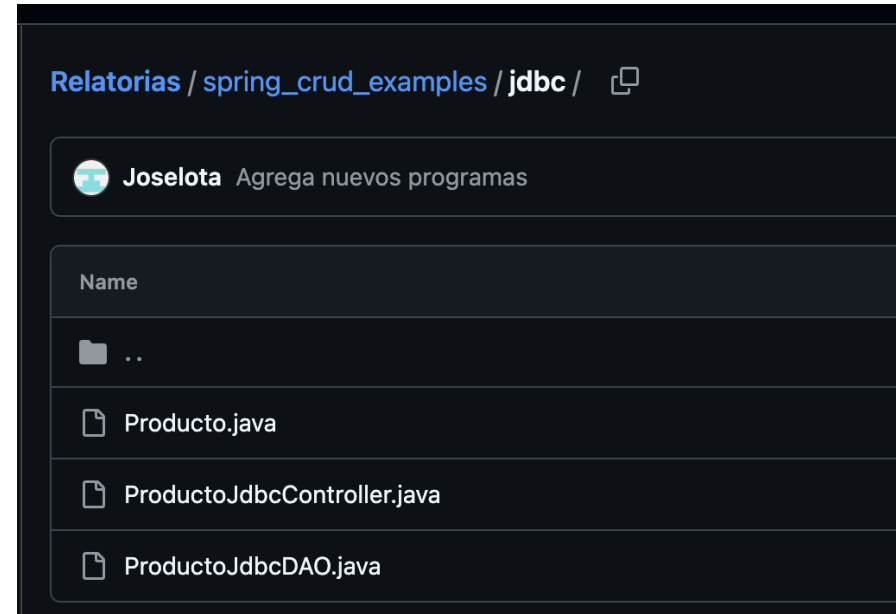 Relatorias / spring_crud_examples / jdbc /
Joselota Agrega nuevos programas
Name
..
Producto.java
ProductoJdbcController.java
ProductoJdbcDAO.java